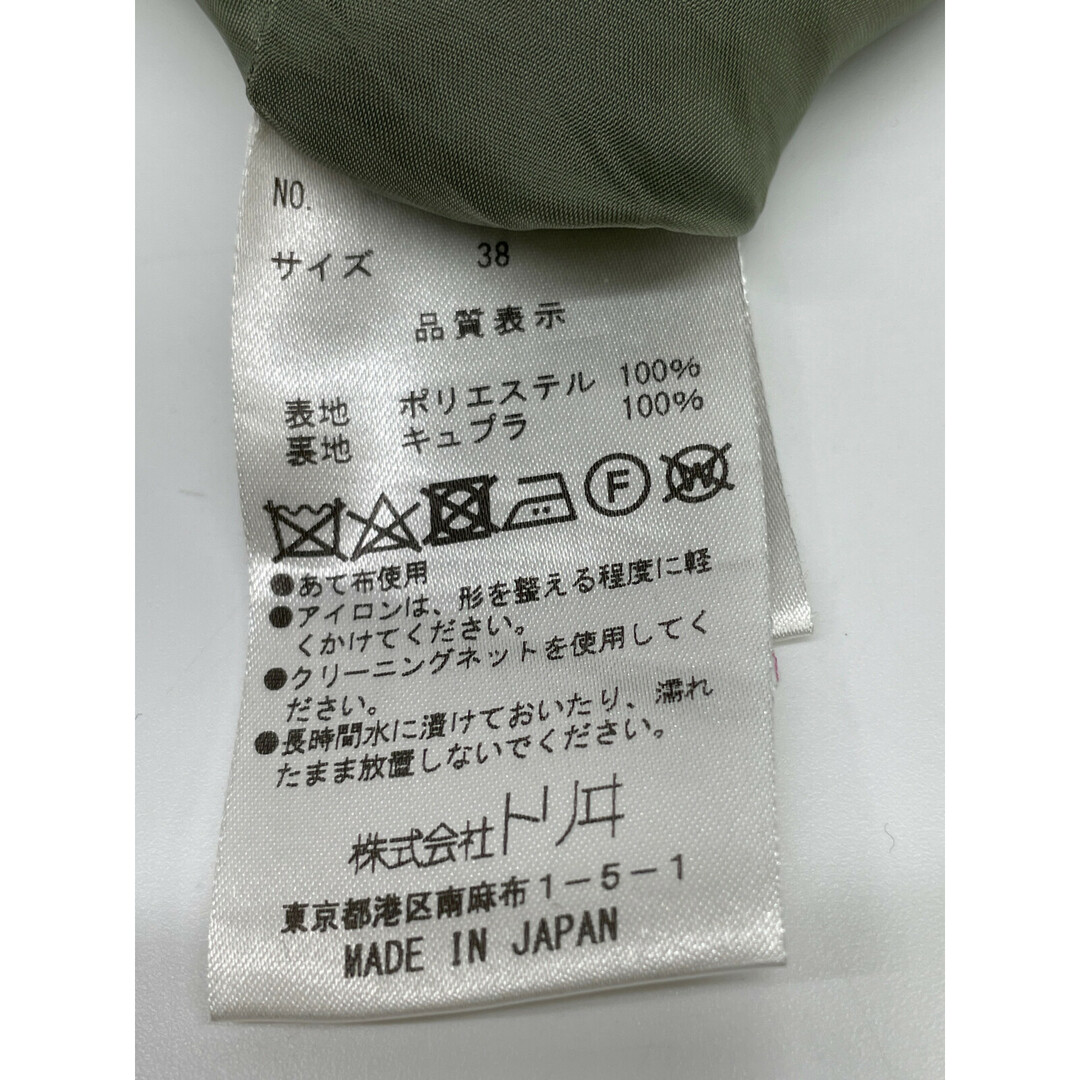 NO.
サイズ 38
品質表示
表地 ポリエステル 100%
裏地 キュプラ 100%
F W
●あて布使用
●アイロンは、形を整える程度に軽
くかけてください。
●クリーニングネットを使用してく
ださい。
●長時間水に漬けておいたり、濡れ
たまま放置しないでください。
株式会社トリヰ
東京都港区南麻布1-5-1
MADE IN JAPAN